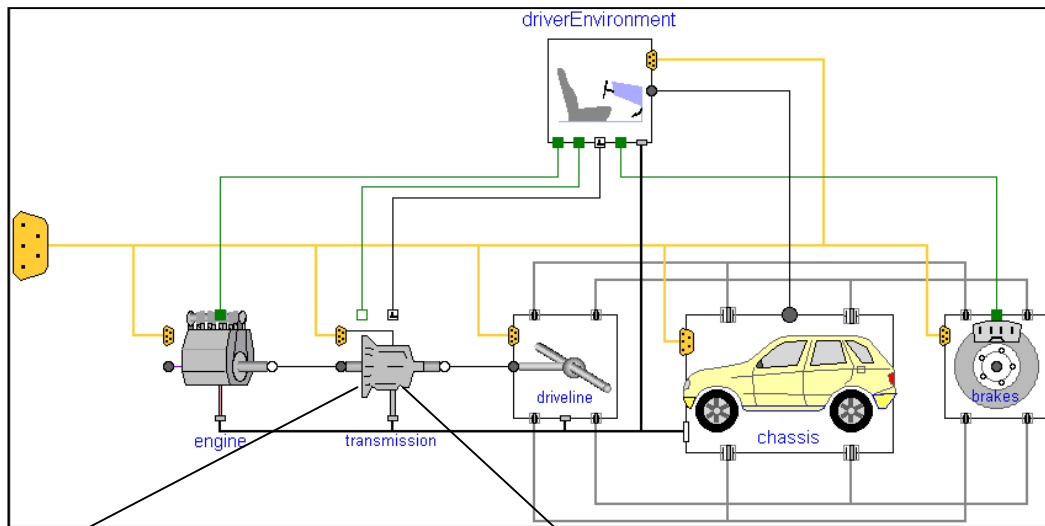 driverEnvironment
driveline
brakes
engine
transmission
chassis